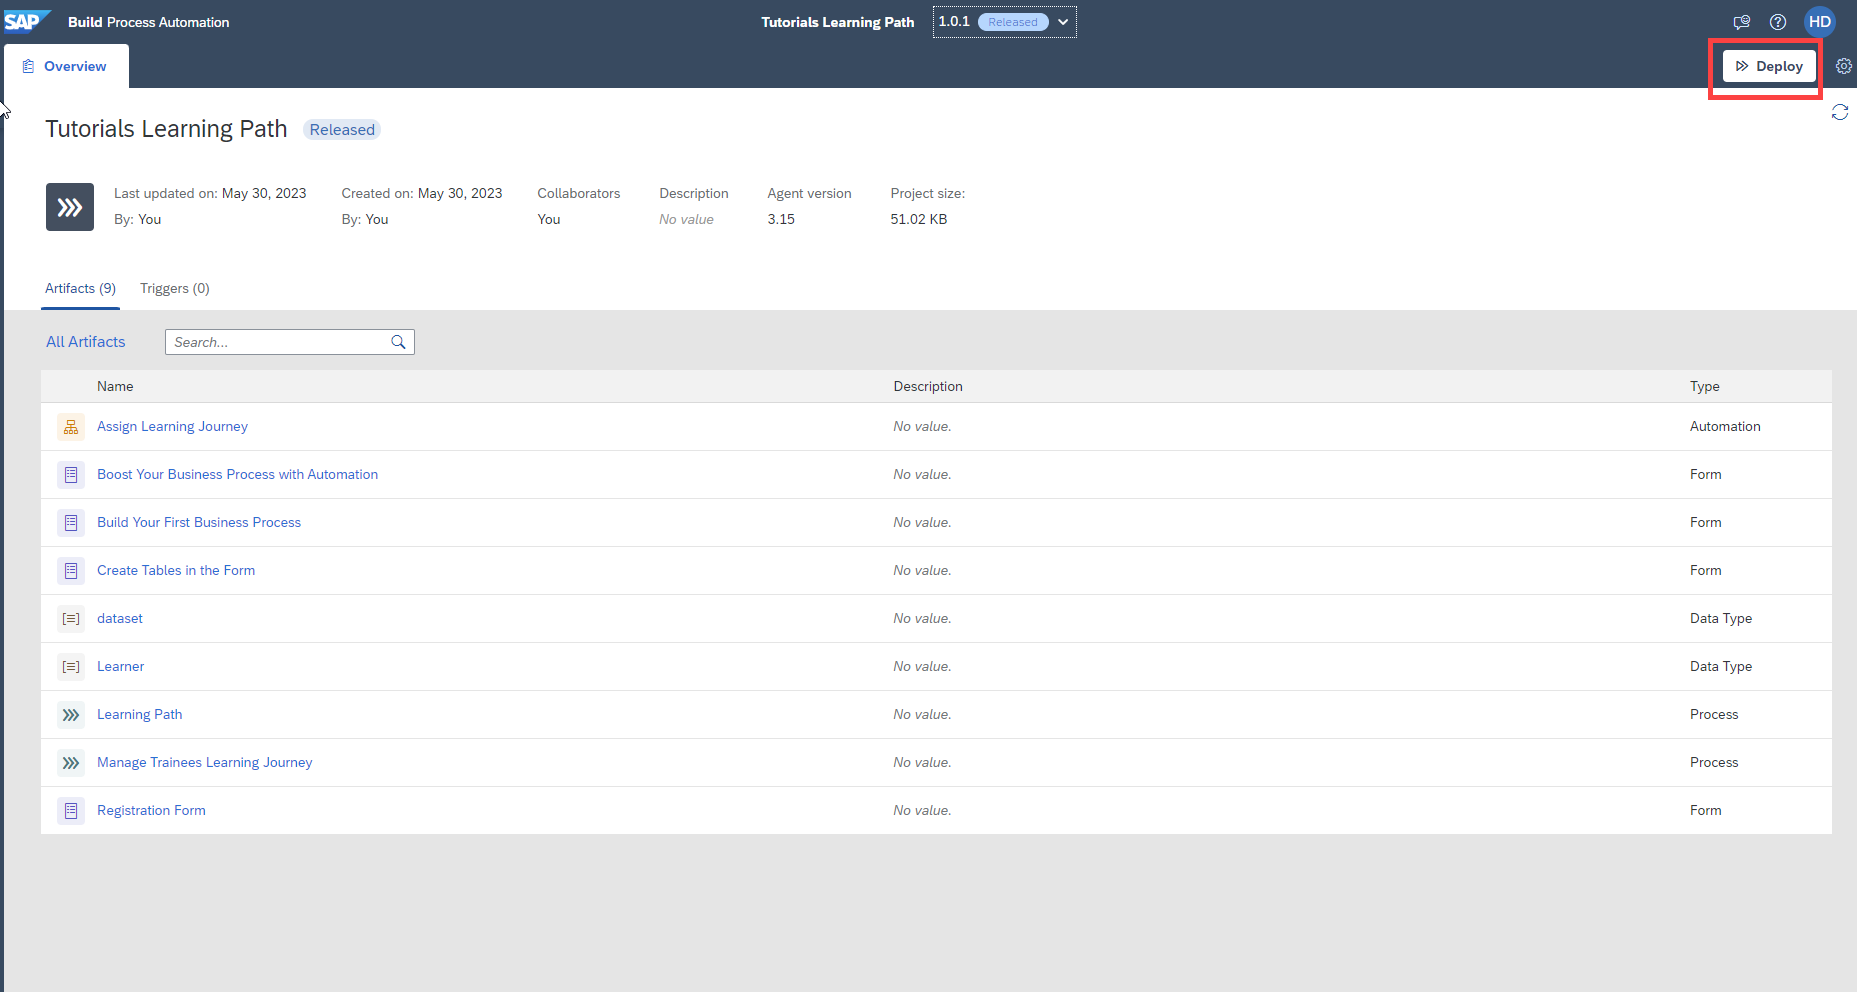 SAP Build Process Automation Tutorials Learning Path 1.0.1 Released HD
Overview Deploy
Tutorials Learning Path Released
Last updated on: May 30, 2023 Created on: May 30, 2023 Collaborators Description Agent version Project size:
By: You By: You You No value 3.15 51.02 KB
Artifacts (9) Triggers (0)
All Artifacts Search...
Name Description Type
Assign Learning Journey No value. Automation
Boost Your Business Process with Automation No value. Form
Build Your First Business Process No value. Form
Create Tables in the Form No value. Form
dataset No value. Data Type
Learner No value. Data Type
Learning Path No value. Process
Manage Trainees Learning Journey No value. Process
Registration Form No value. Form